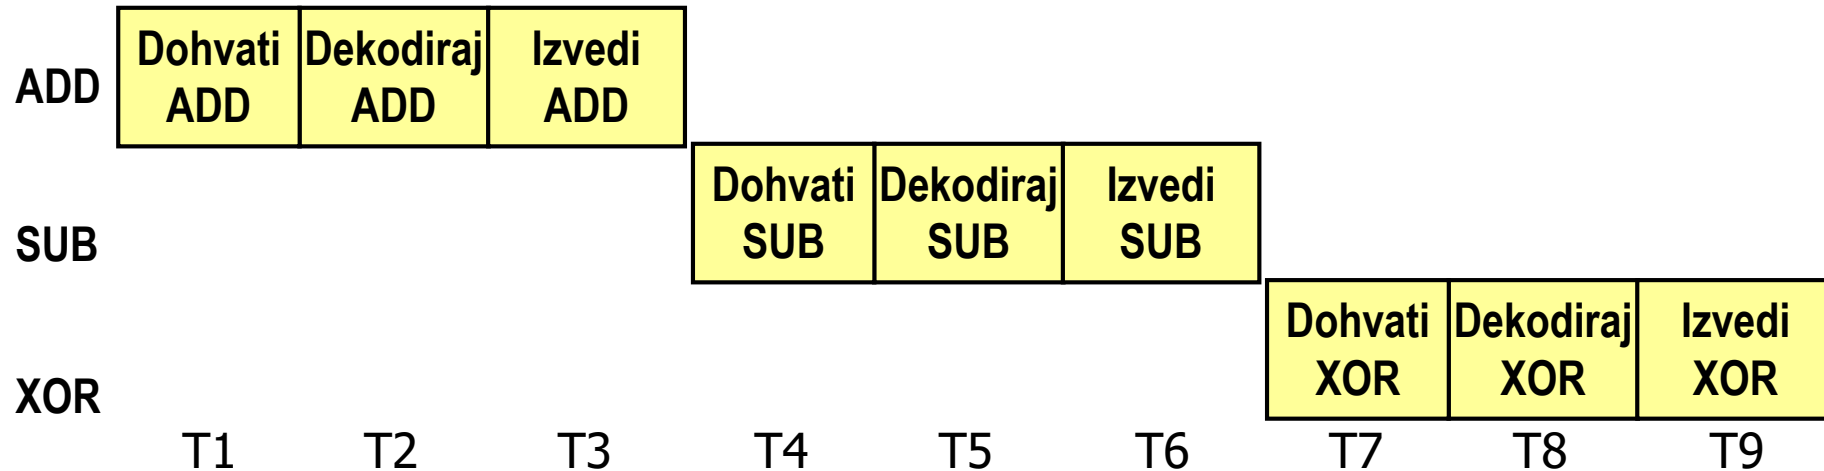 ADD
Dohvati
ADD
Dekodiraj
ADD
Izvedi
ADD
SUB
Dohvati
SUB
Dekodiraj
SUB
Izvedi
SUB
XOR
Dohvati
XOR
Dekodiraj
XOR
Izvedi
XOR
T1 T2 T3 T4 T5 T6 T7 T8 T9